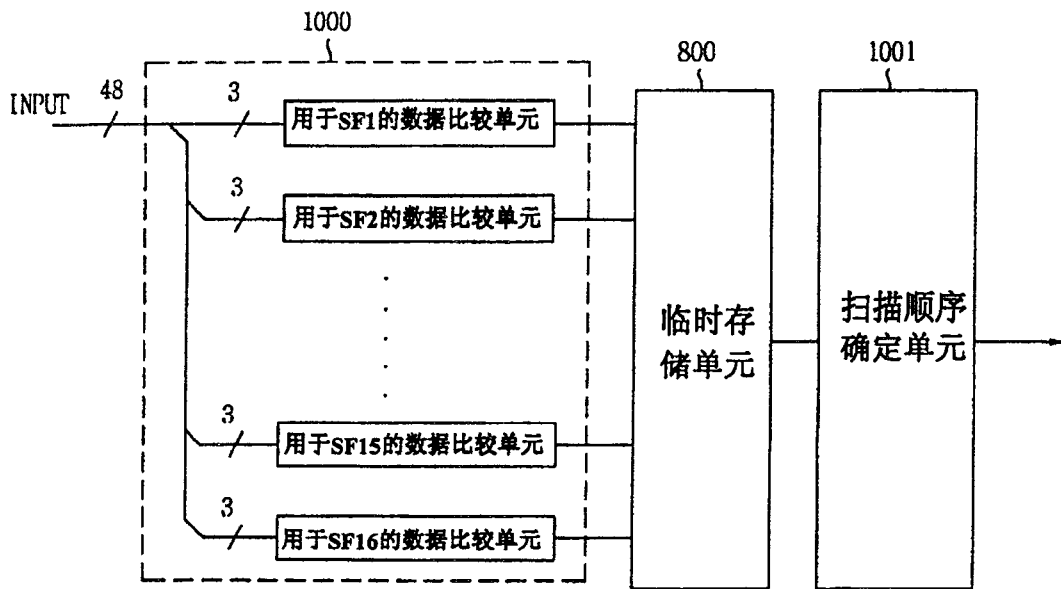 1000
800
1001
INPUT
48
3
用于SF1的数据比较单元
3
用于SF2的数据比较单元
临时存
储单元
扫描顺序
确定单元
3
用于SF15的数据比较单元
3
用于SF16的数据比较单元